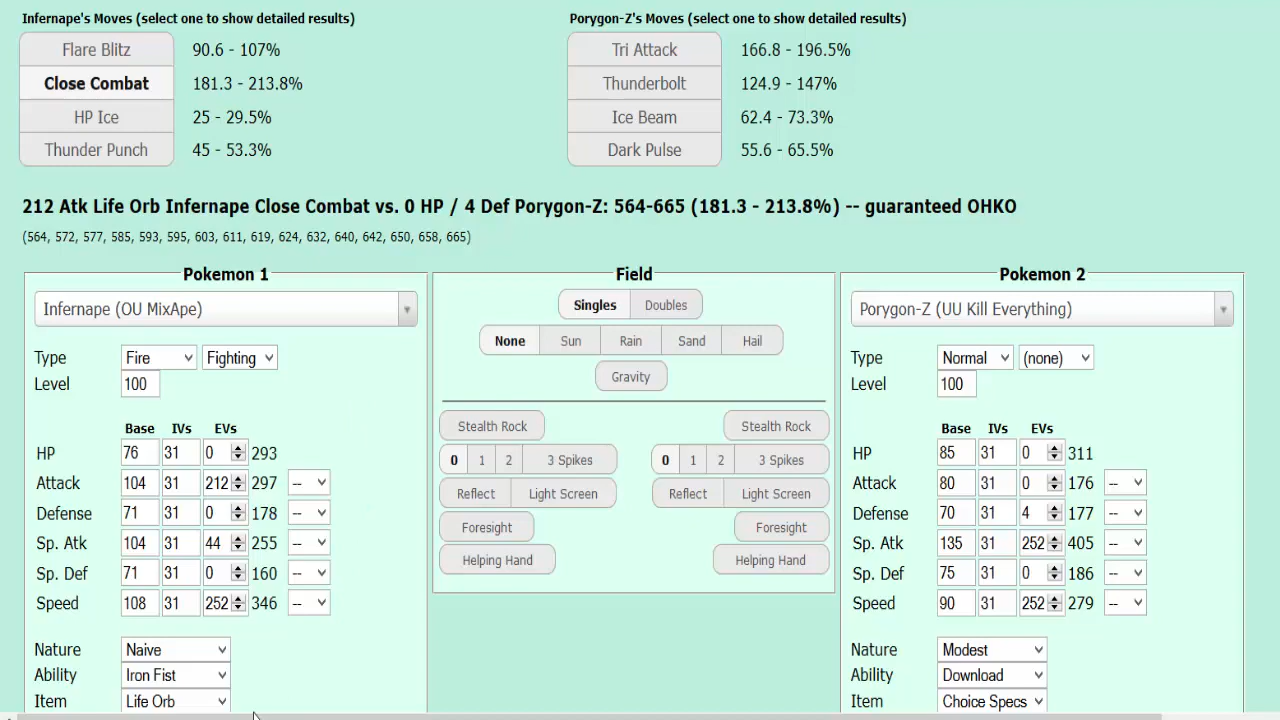 Infernape's Moves (select one to show detailed results)
Porygon-Z's Moves (select one to show detailed results)
Flare Blitz 90.6 - 107%
Tri Attack 166.8 - 196.5%
Close Combat 181.3 - 213.8%
Thunderbolt 124.9 - 147%
HP Ice 25 - 29.5%
Ice Beam 62.4 - 73.3%
Thunder Punch 45 - 53.3%
Dark Pulse 55.6 - 65.5%
212 Atk Life Orb Infernape Close Combat vs. 0 HP / 4 Def Porygon-Z: 564-665 (181.3 - 213.8%) -- guaranteed OHKO
(564, 572, 577, 585, 593, 595, 603, 611, 619, 624, 632, 640, 642, 650, 658, 665)
Pokemon 1
Infernape (OU MixApe)
Type Fire Fighting
Level 100
Base IVs EVs
HP 76 31 0 293
Attack 104 31 212 297 --
Defense 71 31 0 178 --
Sp. Atk 104 31 44 255 --
Sp. Def 71 31 0 160 --
Speed 108 31 252 346 --
Nature Naive
Ability Iron Fist
Item Life Orb
Field
Singles Doubles
None Sun Rain Sand Hail
Gravity
Stealth Rock Stealth Rock
0 1 2 3 Spikes 0 1 2 3 Spikes
Reflect Light Screen Reflect Light Screen
Foresight Foresight
Helping Hand Helping Hand
Pokemon 2
Porygon-Z (UU Kill Everything)
Type Normal (none)
Level 100
Base IVs EVs
HP 85 31 0 311
Attack 80 31 0 176 --
Defense 70 31 4 177 --
Sp. Atk 135 31 252 405 --
Sp. Def 75 31 0 186 --
Speed 90 31 252 279 --
Nature Modest
Ability Download
Item Choice Specs